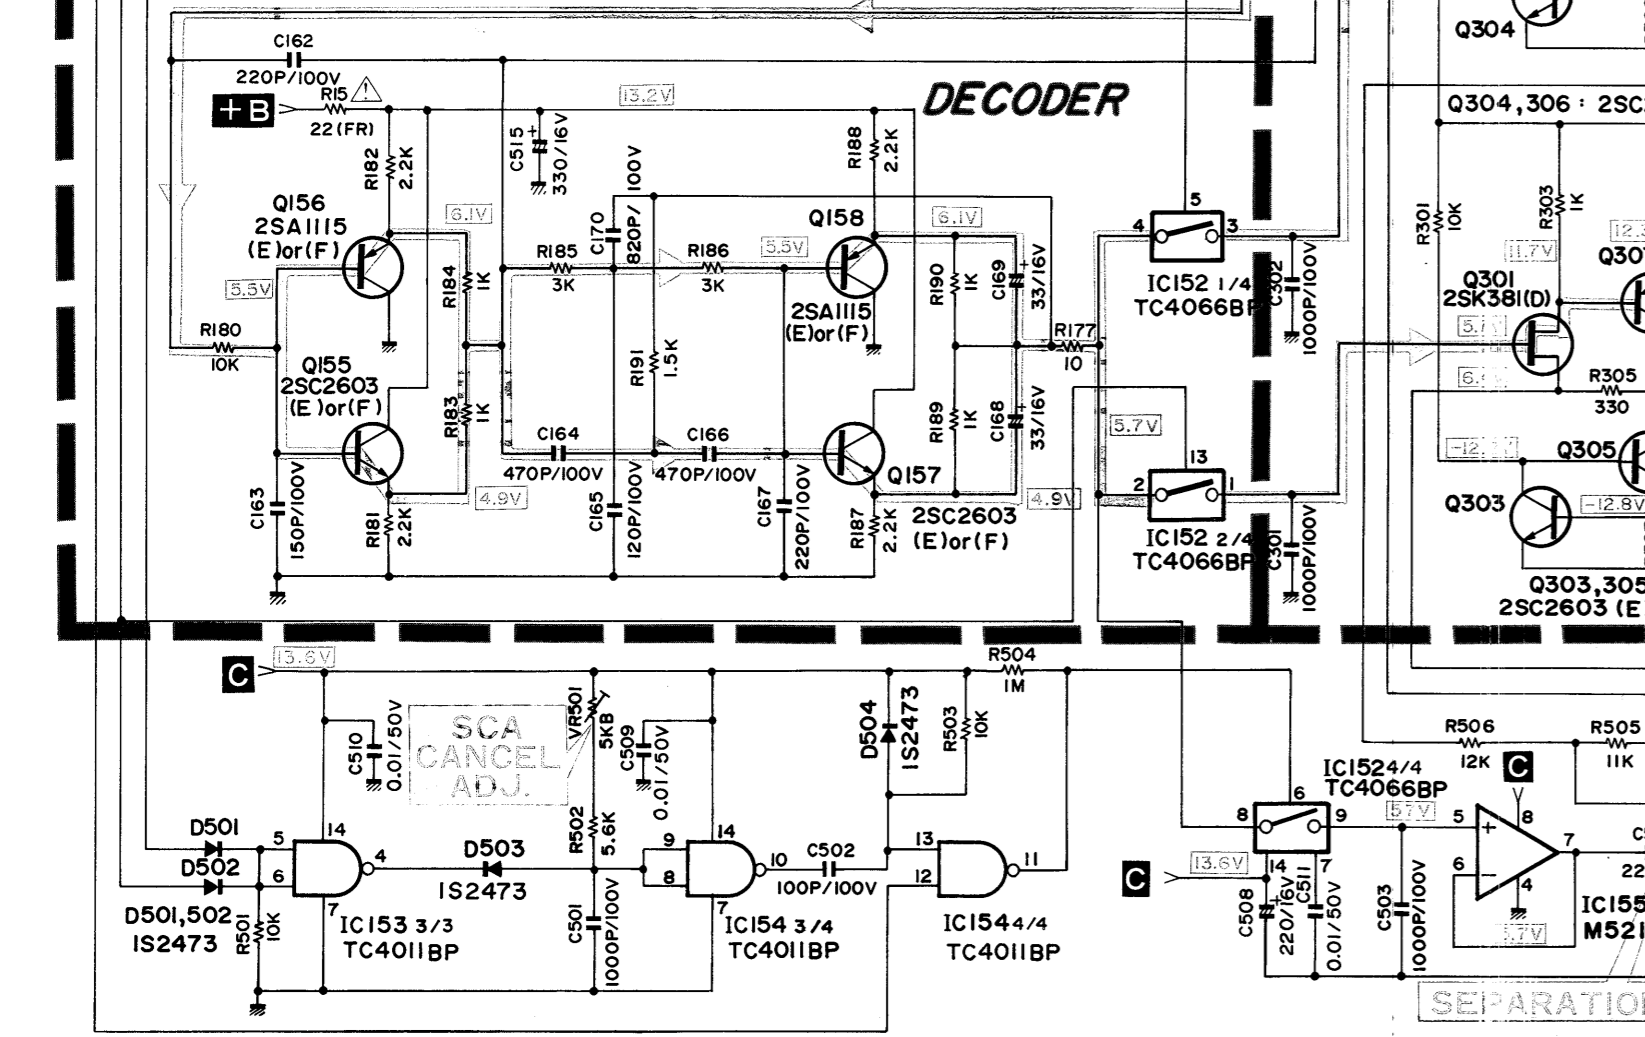 Q304
C162
220P/100V
+B
R15
!
22(FR)
13.2V
DECODER
Q304,306 : 2SC
R182
2.2K
C515
+
330/16V
R188
2.2K
Q156
2SA1115
(E)or(F)
6.1V
C170
820P/100V
Q158
6.1V
5
4
3
R301
10K
R303
1K
12.3
R185
3K
R186
3K
5.5V
5.5V
R184
1K
R190
1K
C169
+
33/16V
IC152 1/4
TC4066BP
C302
1000P/100V
11.7V
Q301
2SK381(D)
Q30
2SA1115
(E)or(F)
R180
10K
R191
1.5K
R177
10
Q155
2SC2603
(E)or(F)
R183
1K
R189
1K
C168
+
33/16V
5.7V
R305
330
C164
470P/100V
C166
470P/100V
Q157
13
2
1
Q305
4.9V
4.9V
C163
150P/100V
R181
2.2K
C165
120P/100V
C167
220P/100V
R187
2.2K
2SC2603
(E)or(F)
IC152 2/4
TC4066BP
C301
1000P/100V
Q303
-12.8V
Q303,305
2SC2603 (E
C
13.6V
R504
1M
SCA
CANCEL
ADJ.
C510
0.01/50V
VR501
5KB
C509
0.01/50V
D504
1S2473
R503
10K
R506
12K
R505
11K
IC152 4/4
TC4066BP
C
D501
D502
5
6
14
4
7
D503
1S2473
R502
5.6K
9
8
14
10
7
C502
100P/100V
13
12
11
8
6
9
57V
5
+
8
6
-
4
7
C
13.6V
14
7
D501,502
1S2473
R501
10K
IC153 3/3
TC4011BP
C501
1000P/100V
IC154 3/4
TC4011BP
IC154 4/4
TC4011BP
C508
+
220/16V
C511
0.01/50V
C503
1000P/100V
22
IC155
M521
SEPARATIO